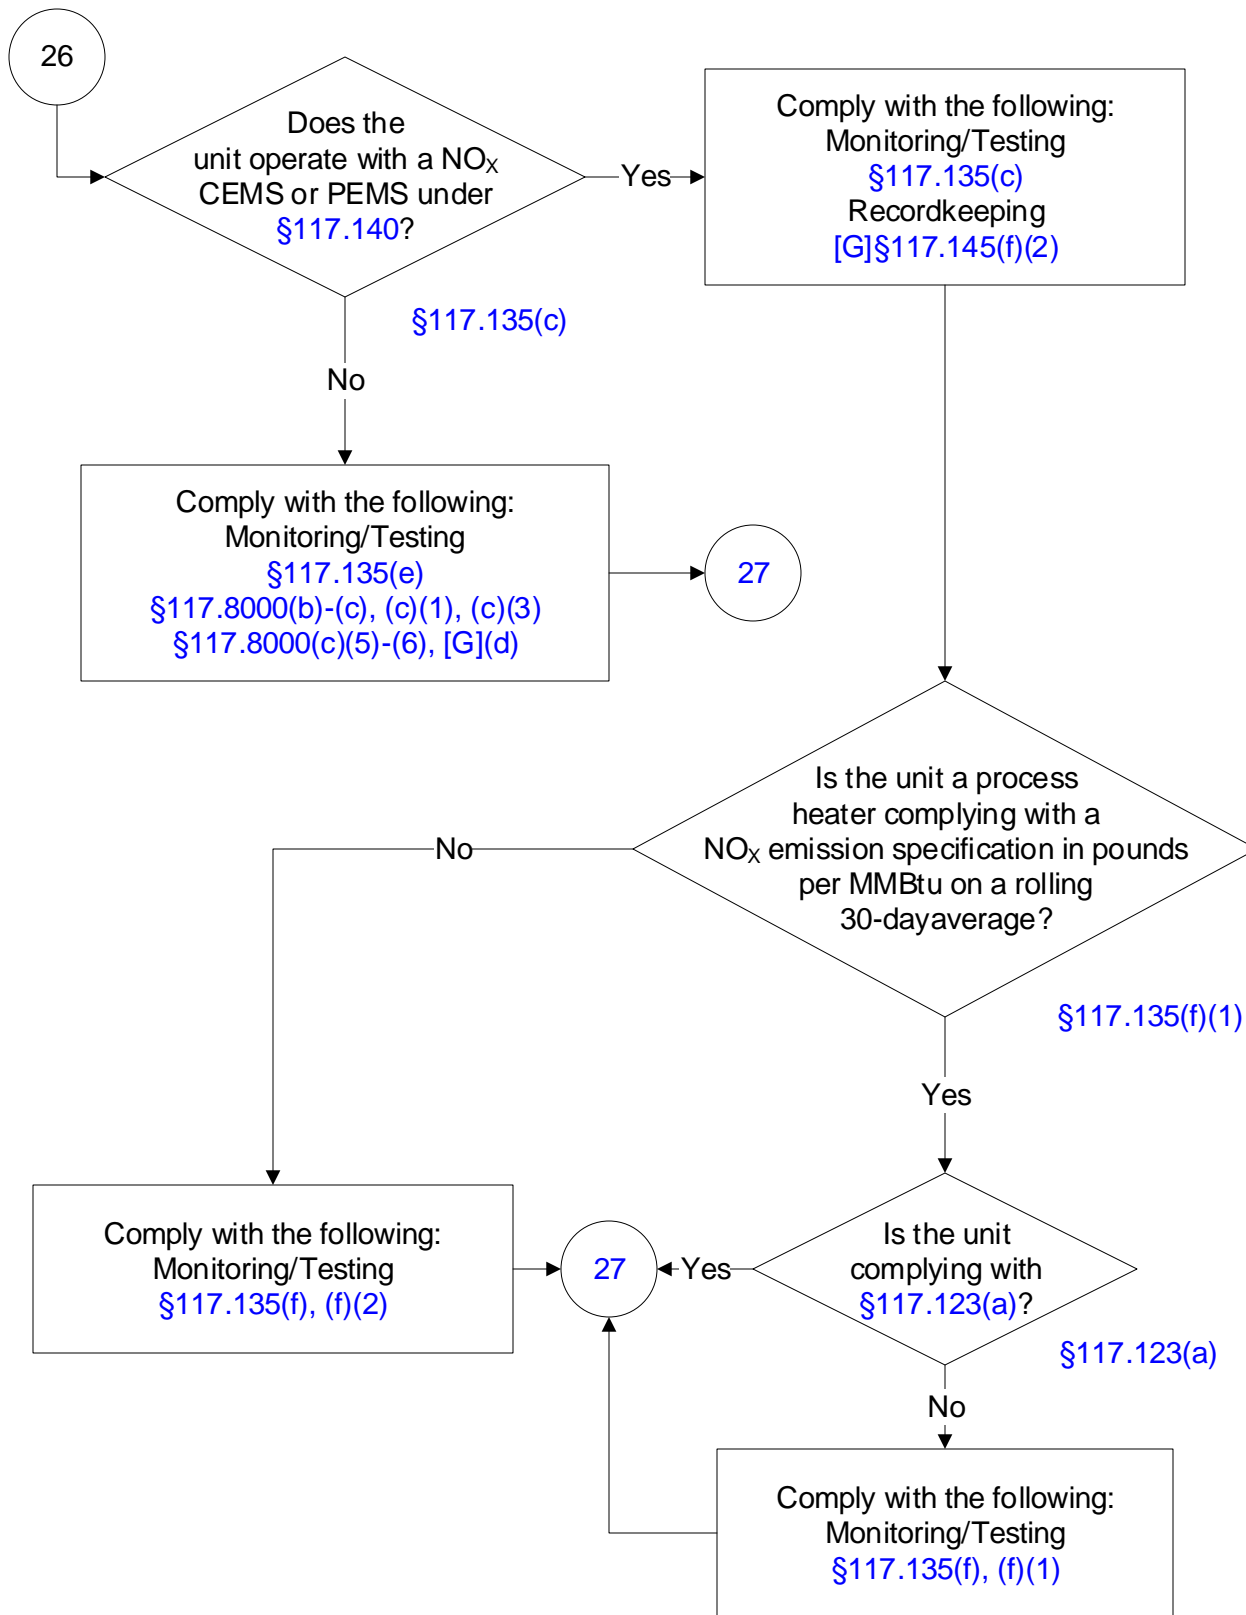 26
Does the
unit operate with a NOX
CEMS or PEMS under
§117.140?
Yes
Comply with the following:
Monitoring/Testing
§117.135(c)
Recordkeeping
[G]§117.145(f)(2)
§117.135(c)
No
Comply with the following:
Monitoring/Testing
§117.135(e)
§117.8000(b)-(c), (c)(1), (c)(3)
§117.8000(c)(5)-(6), [G](d)
27
Is the unit a process
heater complying with a
NOX emission specification in pounds
per MMBtu on a rolling
30-dayaverage?
No
§117.135(f)(1)
Yes
Comply with the following:
Monitoring/Testing
§117.135(f), (f)(2)
27
Yes
Is the unit
complying with
§117.123(a)?
§117.123(a)
No
Comply with the following:
Monitoring/Testing
§117.135(f), (f)(1)